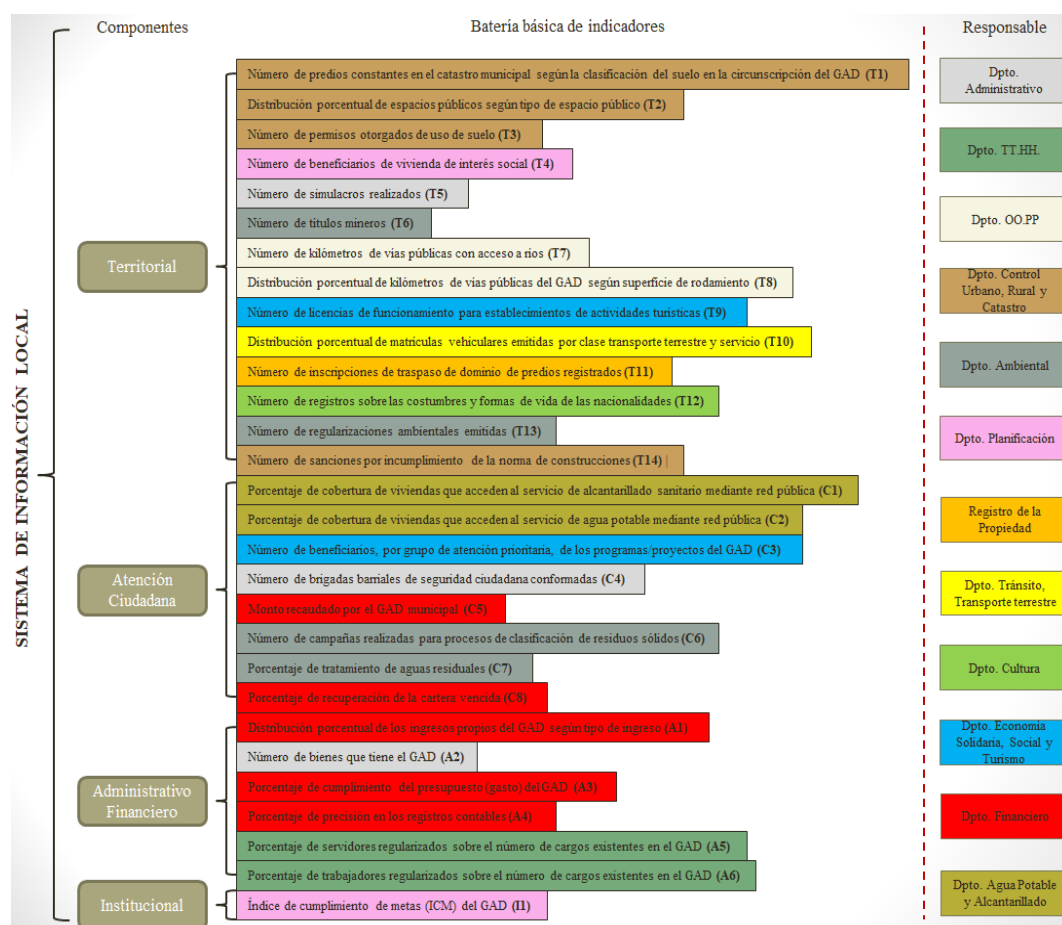 Componentes
Batería básica de indicadores
Responsable
SISTEMA DE INFORMACIÓN LOCAL
Territorial
Número de predios constantes en el catastro municipal según la clasificación del suelo en la circunscripción del GAD (T1)
Distribución porcentual de espacios públicos según tipo de espacio público (T2)
Número de permisos otorgados de uso de suelo (T3)
Número de beneficiarios de vivienda de interés social (T4)
Número de simulacros realizados (T5)
Número de títulos mineros (T6)
Número de kilómetros de vías públicas con acceso a ríos (T7)
Distribución porcentual de kilómetros de vías públicas del GAD según superficie de rodamiento (T8)
Número de licencias de funcionamiento para establecimientos de actividades turísticas (T9)
Distribución porcentual de matrículas vehiculares emitidas por clase transporte terrestre y servicio (T10)
Número de inscripciones de traspaso de dominio de predios registrados (T11)
Número de registros sobre las costumbres y formas de vida de las nacionalidades (T12)
Número de regularizaciones ambientales emitidas (T13)
Número de sanciones por incumplimiento de la norma de construcciones (T14) |
Atención
Ciudadana
Porcentaje de cobertura de viviendas que acceden al servicio de alcantarillado sanitario mediante red pública (C1)
Porcentaje de cobertura de viviendas que acceden al servicio de agua potable mediante red pública (C2)
Número de beneficiarios, por grupo de atención prioritaria, de los programas/proyectos del GAD (C3)
Número de brigadas barriales de seguridad ciudadana conformadas (C4)
Monto recaudado por el GAD municipal (C5)
Número de campañas realizadas para procesos de clasificación de residuos sólidos (C6)
Porcentaje de tratamiento de aguas residuales (C7)
Porcentaje de recuperación de la cartera vencida (C8)
Administrativo
Financiero
Distribución porcentual de los ingresos propios del GAD según tipo de ingreso (A1)
Número de bienes que tiene el GAD (A2)
Porcentaje de cumplimiento del presupuesto (gasto) del GAD (A3)
Porcentaje de precisión en los registros contables (A4)
Porcentaje de servidores regularizados sobre el número de cargos existentes en el GAD (A5)
Porcentaje de trabajadores regularizados sobre el número de cargos existentes en el GAD (A6)
Institucional
Índice de cumplimiento de metas (ICM) del GAD (I1)
Dpto.
Administrativo
Dpto. TT.HH.
Dpto. OO.PP
Dpto. Control
Urbano, Rural y
Catastro
Dpto. Ambiental
Dpto. Planificación
Registro de la
Propiedad
Dpto. Tránsito,
Transporte terrestre
Dpto. Cultura
Dpto. Economía
Solidaria, Social y
Turismo
Dpto. Financiero
Dpto. Agua Potable
y Alcantarillado